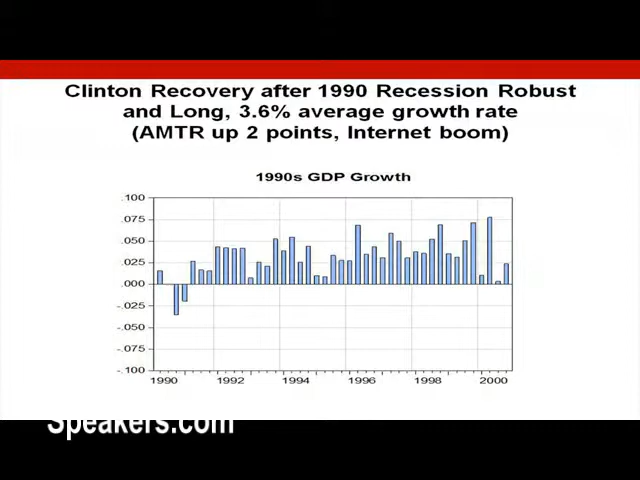 Clinton Recovery after 1990 Recession Robust
and Long, 3.6% average growth rate
(AMTR up 2 points, Internet boom)
1990s GDP Growth
.100
.075
.050
.025
.000
-.025
-.050
-.075
-.100
1990 1992 1994 1996 1998 2000
Speakers.com